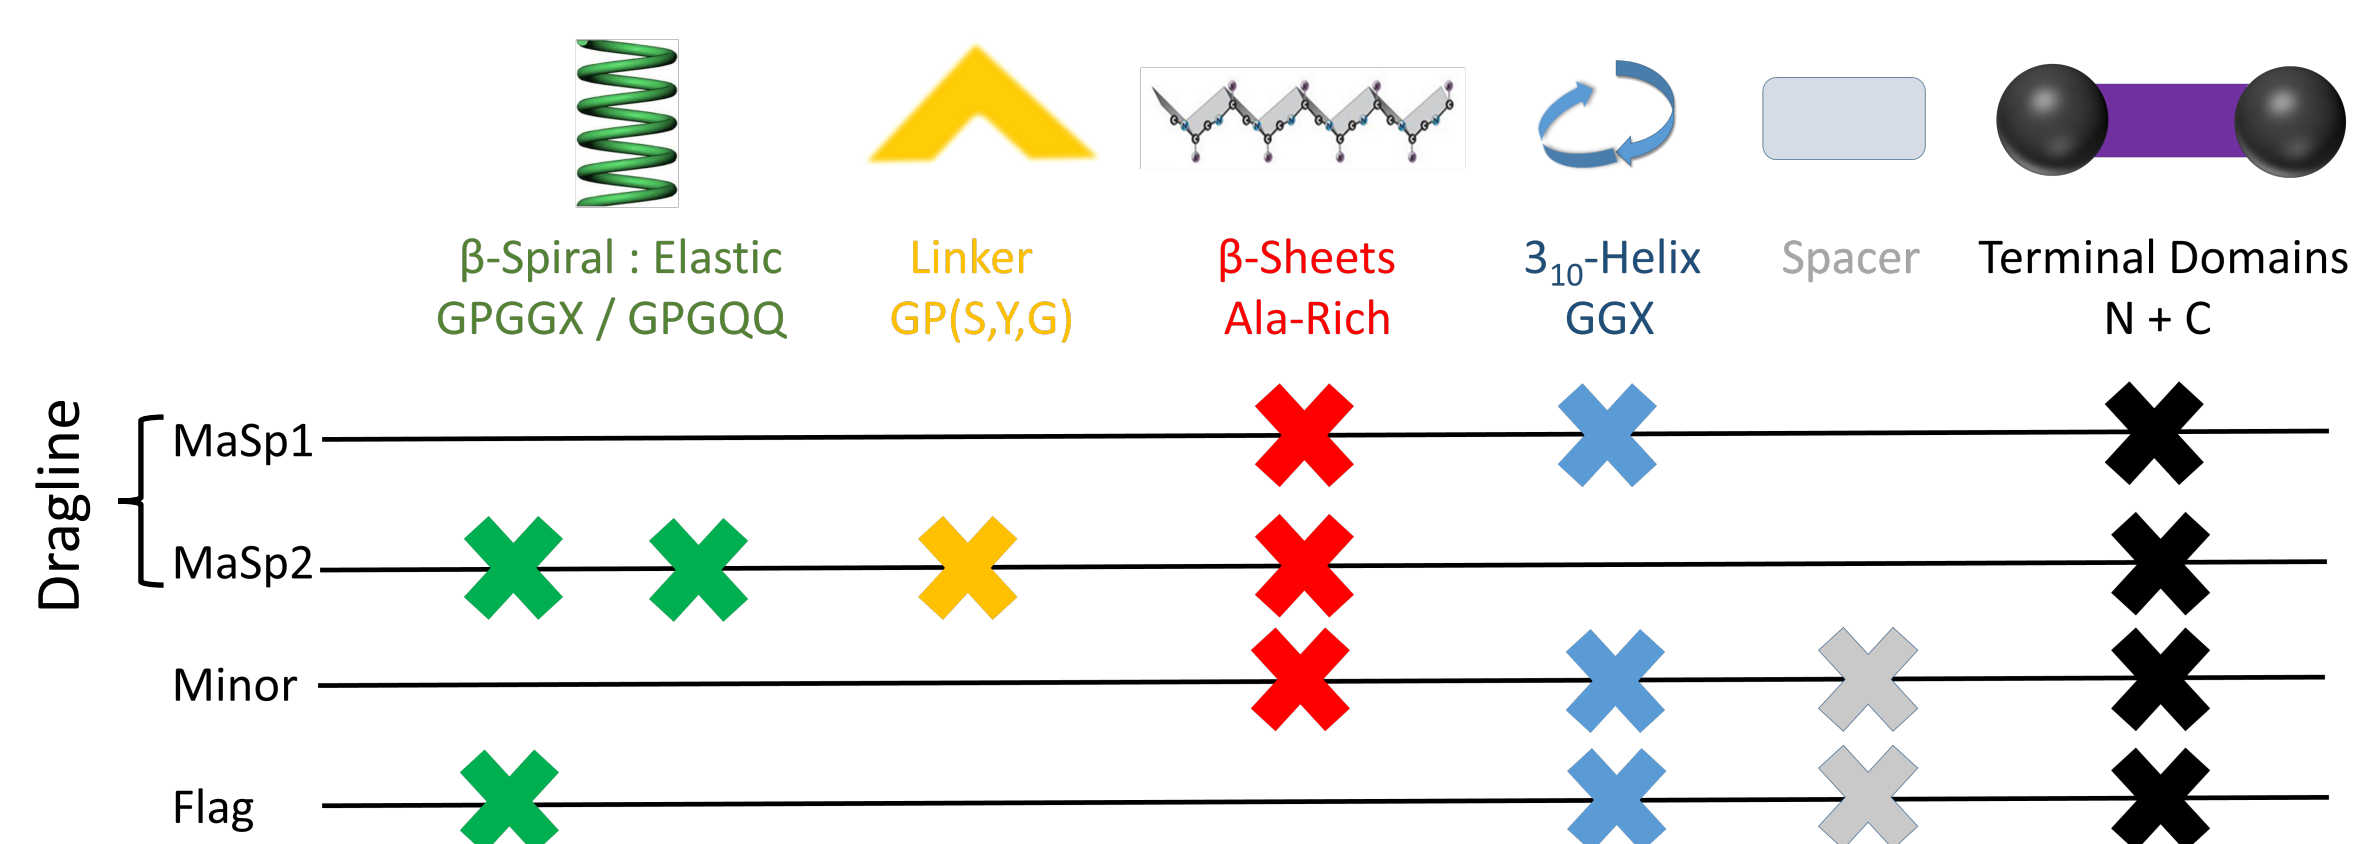 β-Spiral : Elastic
GPGGX / GPGQQ
Linker
GP(S,Y,G)
β-Sheets
Ala-Rich
3₁₀-Helix
GGX
Spacer
Terminal Domains
N + C
Dragline
MaSp1
MaSp2
Minor
Flag